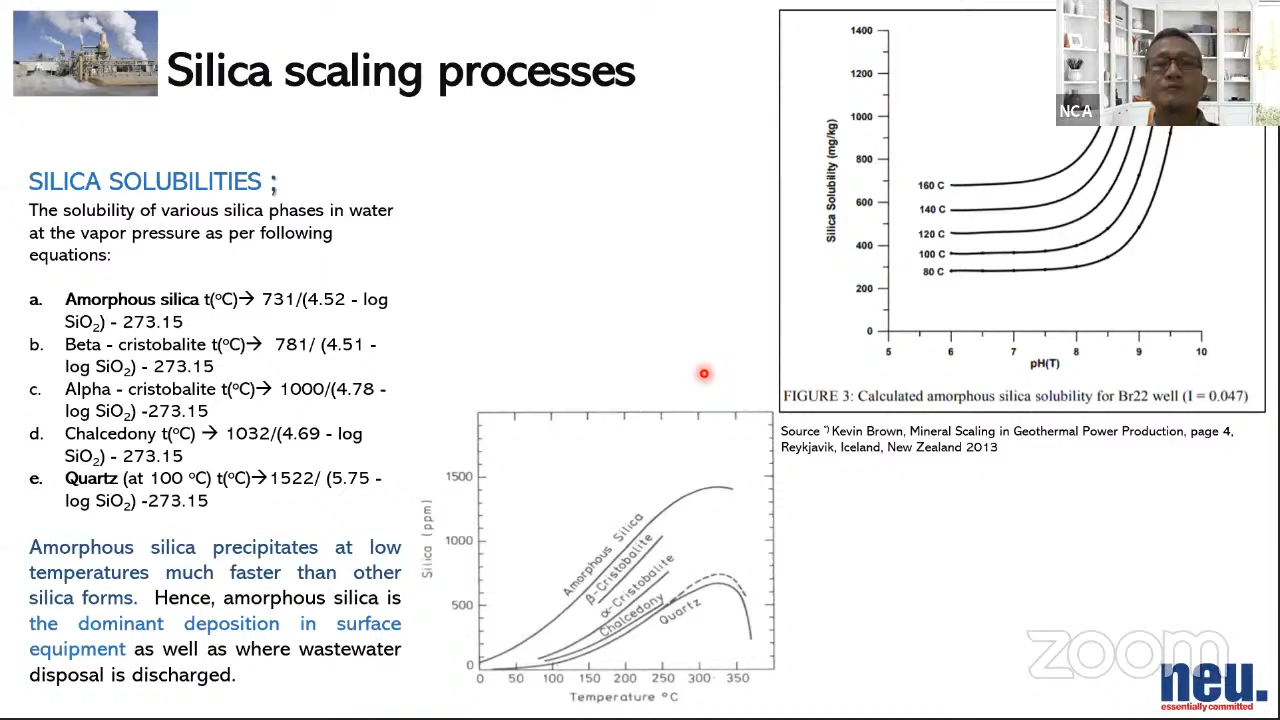 Silica scaling processes
SILICA SOLUBILITIES ;
The solubility of various silica phases in water
at the vapor pressure as per following
equations:
a. Amorphous silica t(ºC)→ 731/(4.52 - log
SiO₂) - 273.15
b. Beta - cristobalite t(ºC)→ 781/ (4.51 -
log SiO₂) - 273.15
c. Alpha - cristobalite t(ºC)→ 1000/(4.78 -
log SiO₂) -273.15
d. Chalcedony t(ºC) → 1032/(4.69 - log
SiO₂) - 273.15
e. Quartz (at 100 ºC) t(ºC)→1522/ (5.75 -
log SiO₂) -273.15
Amorphous silica precipitates at low
temperatures much faster than other
silica forms. Hence, amorphous silica is
the dominant deposition in surface
equipment as well as where wastewater
disposal is discharged.
Silica (ppm)
1500
1000
500
0
Amorphous Silica
β-Cristobalite
α-Cristobalite
Chalcedony
Quartz
0 50 100 150 200 250 300 350
Temperature °C
Silica Solubility (mg/kg)
1400
1200
1000
800
600
400
200
0
160 C
140 C
120 C
100 C
80 C
5 6 7 8 9 10
pH(T)
FIGURE 3: Calculated amorphous silica solubility for Br22 well (I = 0.047)
Source *) Kevin Brown, Mineral Scaling in Geothermal Power Production, page 4,
Reykjavik, Iceland, New Zealand 2013
NCA
zoom
neu.
essentially committed